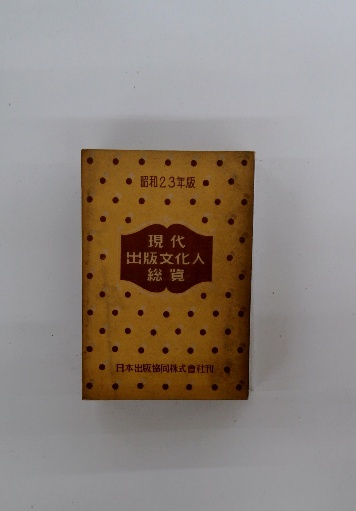 昭和23年版
現代
出版文化人
総覧
日本出版協同株式會社刊